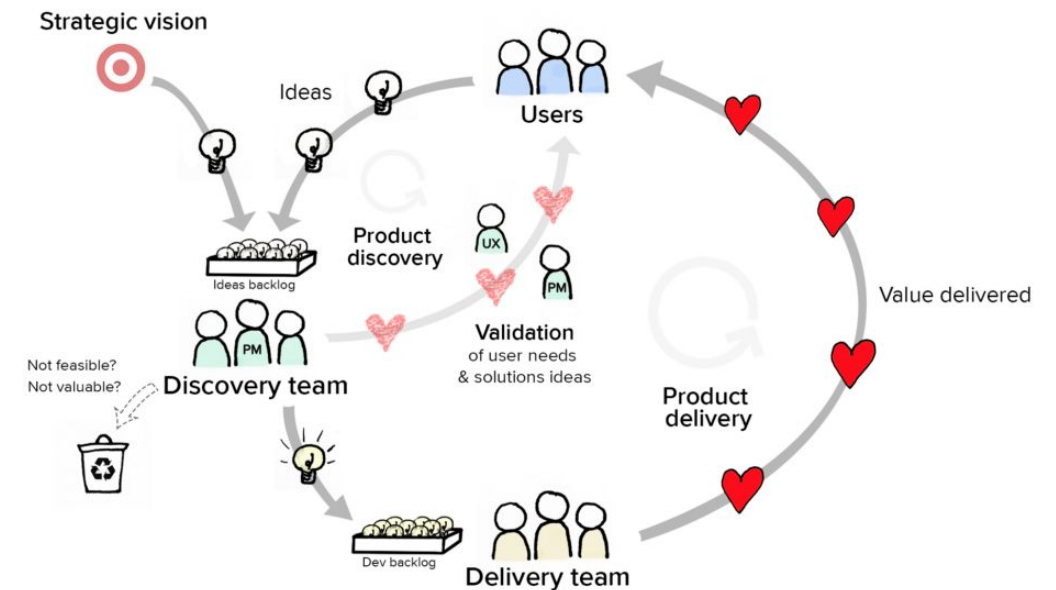 Strategic vision
Ideas
Users
Ideas backlog
Product
discovery
UX
PM
Validation
of user needs
& solutions ideas
PM
Discovery team
Not feasible?
Not valuable?
Value delivered
Product
delivery
Dev backlog
Delivery team